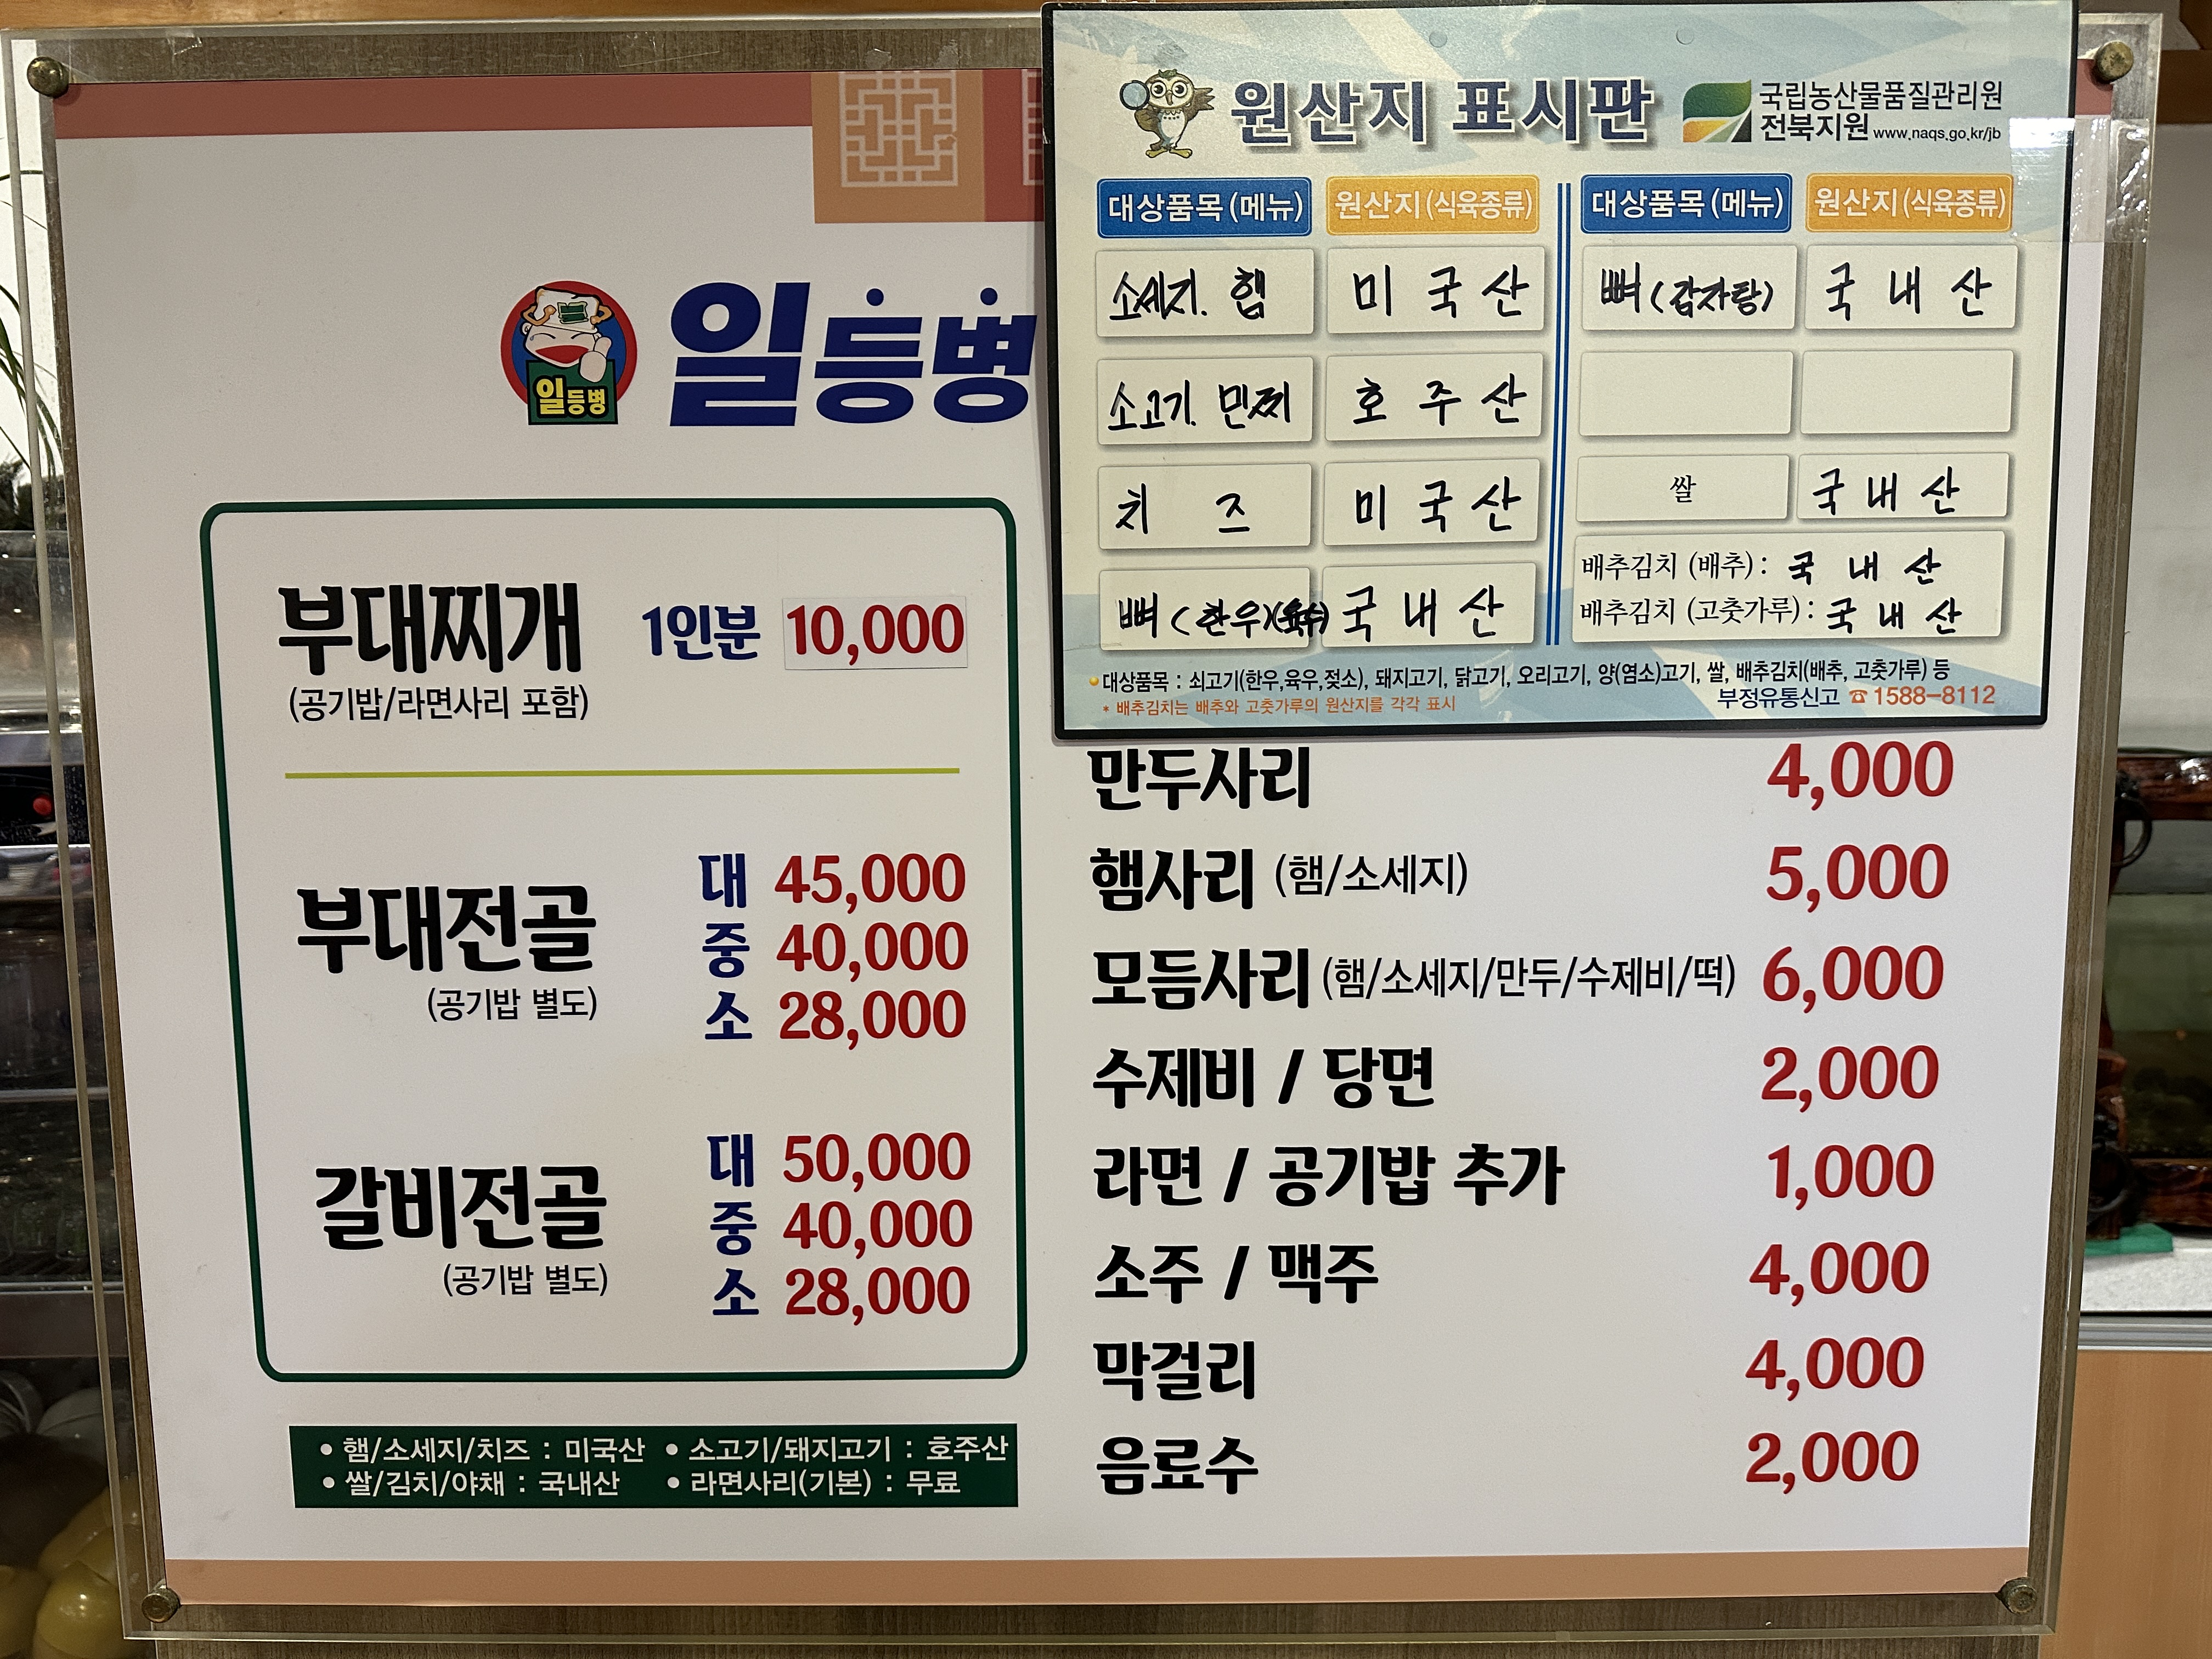 일등병
일등병
부대찌개 1인분 10,000
(공기밥/라면사리 포함)
부대전골
(공기밥 별도)
대 45,000
중 40,000
소 28,000
갈비전골
(공기밥 별도)
대 50,000
중 40,000
소 28,000
• 햄/소세지/치즈 : 미국산 • 소고기/돼지고기 : 호주산
• 쌀/김치/야채 : 국내산 • 라면사리(기본) : 무료
원산지 표시판
국립농산물품질관리원
전북지원 www.naqs.go.kr/jb
대상품목(메뉴) 원산지(식육종류) 대상품목(메뉴) 원산지(식육종류)
소세지. 햄 미국산 뼈(감자탕) 국내산
소고기. 민찌 호주산
치즈 미국산 쌀 국내산
뼈(한우)(육수) 국내산
배추김치 (배추) : 국내산
배추김치 (고춧가루) : 국내산
대상품목 : 쇠고기(한우,육우,젖소), 돼지고기, 닭고기, 오리고기, 양(염소)고기, 쌀, 배추김치(배추, 고춧가루) 등
* 배추김치는 배추와 고춧가루의 원산지를 각각 표시
부정유통신고 ☎ 1588-8112
만두사리 4,000
햄사리 (햄/소세지) 5,000
모듬사리 (햄/소세지/만두/수제비/떡) 6,000
수제비 / 당면 2,000
라면 / 공기밥 추가 1,000
소주 / 맥주 4,000
막걸리 4,000
음료수 2,000